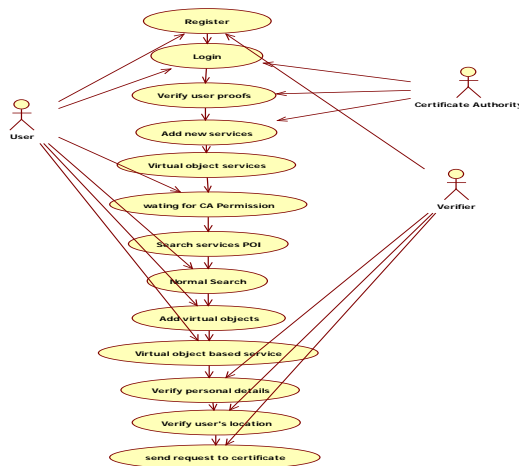 Register
Login
Certificate Authority
Verify user proofs
User
Add new services
Virtual object services
Verifier
wating for CA Permission
Search services POI
Normal Search
Add virtual objects
Virtual object based service
Verify personal details
Verify user's location
send request to certificate